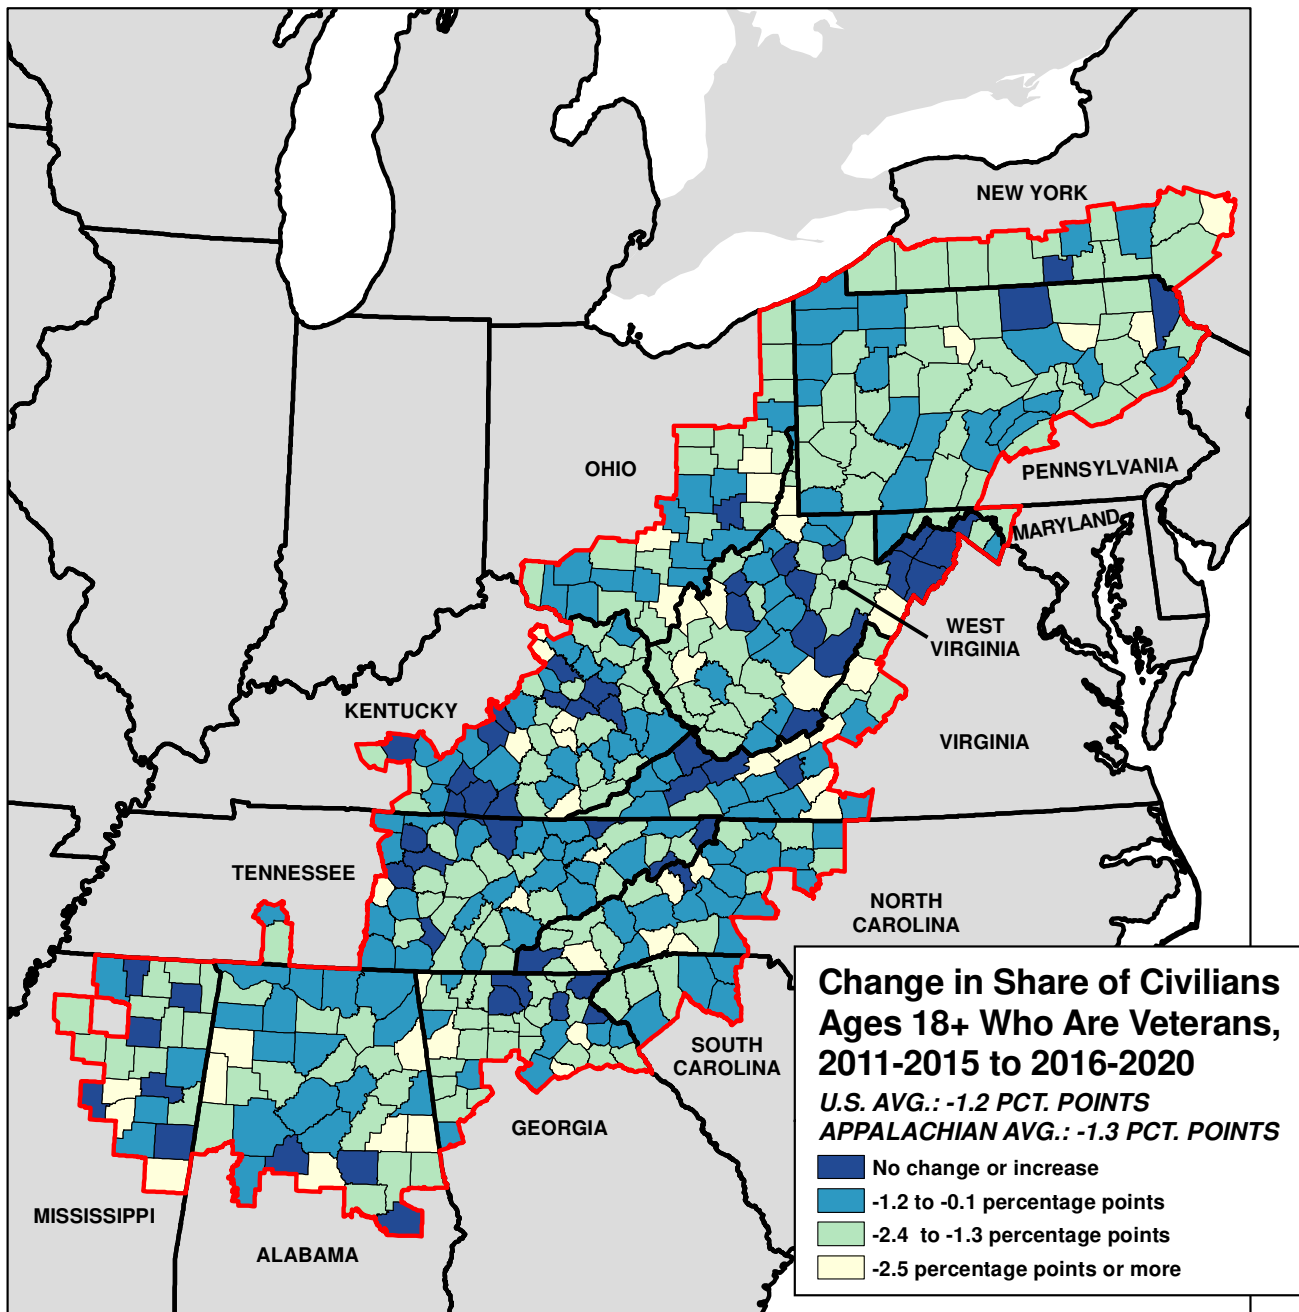 NEW YORK
OHIO
PENNSYLVANIA
MARYLAND
WEST
VIRGINIA
KENTUCKY
VIRGINIA
TENNESSEE
NORTH
CAROLINA
SOUTH
CAROLINA
GEORGIA
MISSISSIPPI
ALABAMA
Change in Share of Civilians
Ages 18+ Who Are Veterans,
2011-2015 to 2016-2020
U.S. AVG.: -1.2 PCT. POINTS
APPALACHIAN AVG.: -1.3 PCT. POINTS
No change or increase
-1.2 to -0.1 percentage points
-2.4 to -1.3 percentage points
-2.5 percentage points or more